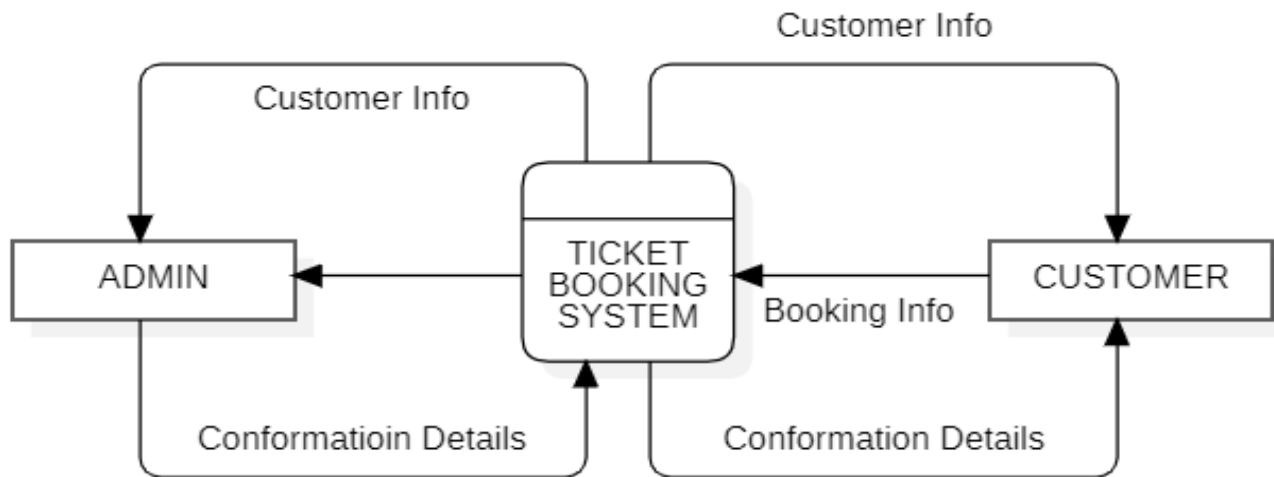 Customer Info
Customer Info
ADMIN
TICKET
BOOKING
SYSTEM
CUSTOMER
Booking Info
Conformatioin Details
Conformation Details